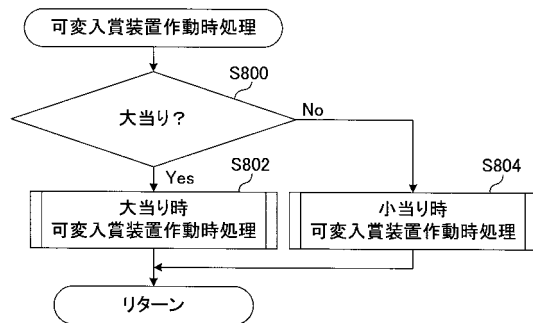 可変入賞装置作動時処理
S800
大当り？
No
Yes
S802
S804
大当り時
可変入賞装置作動時処理
小当り時
可変入賞装置作動時処理
リターン